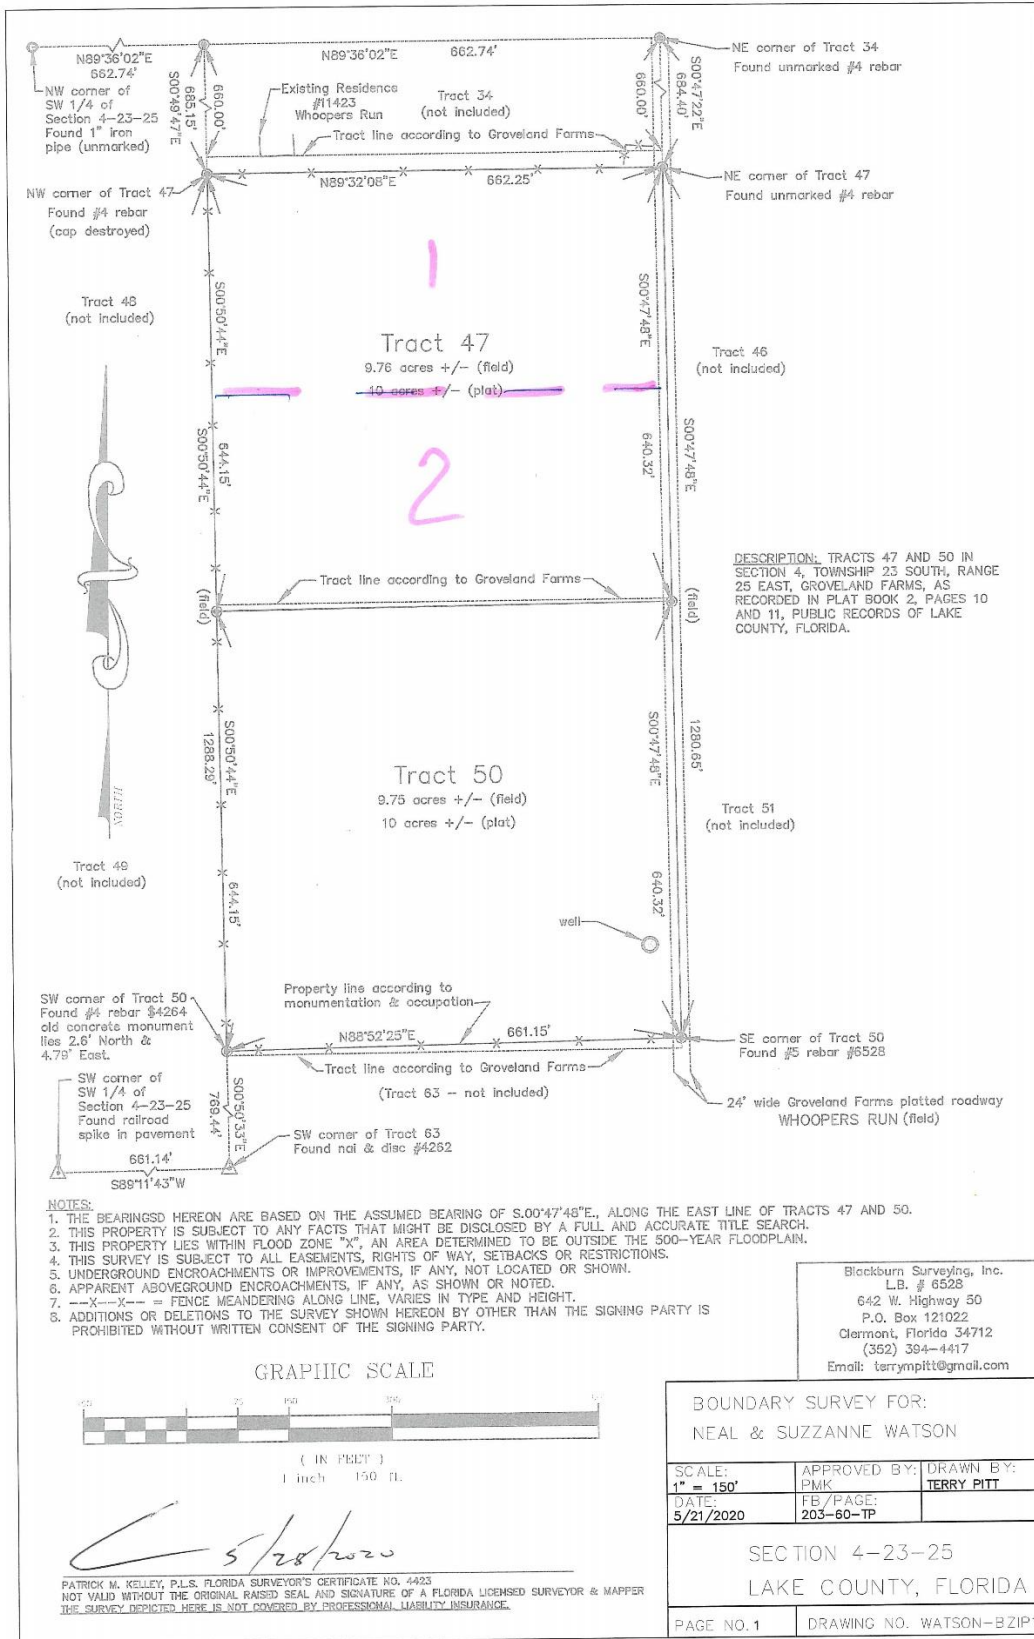 N89°36'02"E
662.74'
N89°36'02"E
662.74'
NE corner of Tract 34
Found unmarked #4 rebar
NW corner of
SW 1/4 of
Section 4-23-25
Found 1" iron
pipe (unmarked)
S00°49'47"E
685.15'
660.00'
Existing Residence
#11423
Whoopers Run
Tract 34
(not included)
Tract line according to Groveland Farms
660.00'
S00°47'22"E
684.40'
N89°32'08"E
662.25'
NW corner of Tract 47
Found #4 rebar
(cap destroyed)
NE corner of Tract 47
Found unmarked #4 rebar
1
Tract 48
(not included)
S00°50'44"E
S00°47'48"E
Tract 47
9.76 acres +/- (field)
10 acres +/- (plat)
Tract 46
(not included)
2
644.15'
S00°50'44"E
640.32'
S00°47'48"E
DESCRIPTION: TRACTS 47 AND 50 IN
SECTION 4, TOWNSHIP 23 SOUTH, RANGE
25 EAST, GROVELAND FARMS, AS
RECORDED IN PLAT BOOK 2, PAGES 10
AND 11, PUBLIC RECORDS OF LAKE
COUNTY, FLORIDA.
Tract line according to Groveland Farms
(field)
(field)
S00°50'44"E
1288.29'
S00°47'48"E
1280.65'
Tract 50
9.75 acres +/- (field)
10 acres +/- (plat)
NORTH
Tract 51
(not included)
Tract 49
(not included)
644.15'
640.32'
well
SW corner of Tract 50
Found #4 rebar $4264
old concrete monument
lies 2.6' North &
4.79' East.
Property line according to
monumentation & occupation
N88°52'25"E
661.15'
SE corner of Tract 50
Found #5 rebar #6528
Tract line according to Groveland Farms
(Tract 63 - not included)
SW corner of
SW 1/4 of
Section 4-23-25
Found railroad
spike in pavement
S00°50'33"E
769.44'
24' wide Groveland Farms platted roadway
WHOOPERS RUN (field)
SW corner of Tract 63
Found nai & disc #4262
661.14'
S89°11'43"W
NOTES:
1. THE BEARINGSD HEREON ARE BASED ON THE ASSUMED BEARING OF S.00°47'48"E., ALONG THE EAST LINE OF TRACTS 47 AND 50.
2. THIS PROPERTY IS SUBJECT TO ANY FACTS THAT MIGHT BE DISCLOSED BY A FULL AND ACCURATE TITLE SEARCH.
3. THIS PROPERTY LIES WITHIN FLOOD ZONE "X", AN AREA DETERMINED TO BE OUTSIDE THE 500-YEAR FLOODPLAIN.
4. THIS SURVEY IS SUBJECT TO ALL EASEMENTS, RIGHTS OF WAY, SETBACKS OR RESTRICTIONS.
5. UNDERGROUND ENCROACHMENTS OR IMPROVEMENTS, IF ANY, NOT LOCATED OR SHOWN.
6. APPARENT ABOVEGROUND ENCROACHMENTS, IF ANY, AS SHOWN OR NOTED.
7. --X--X-- = FENCE MEANDERING ALONG LINE, VARIES IN TYPE AND HEIGHT.
8. ADDITIONS OR DELETIONS TO THE SURVEY SHOWN HEREON BY OTHER THAN THE SIGNING PARTY IS
PROHIBITED WITHOUT WRITTEN CONSENT OF THE SIGNING PARTY.
Blackburn Surveying, Inc.
L.B. # 6528
642 W. Highway 50
P.O. Box 121022
Clermont, Florida 34712
(352) 394-4417
Email: terrympitt@gmail.com
GRAPHIC SCALE
( IN FEET )
1 inch 150 ft.
5/28/2020
PATRICK M. KELLEY, P.L.S. FLORIDA SURVEYOR'S CERTIFICATE NO. 4423
NOT VALID WITHOUT THE ORIGINAL RAISED SEAL AND SIGNATURE OF A FLORIDA LICENSED SURVEYOR & MAPPER
THE SURVEY DEPICTED HERE IS NOT COVERED BY PROFESSIONAL LIABILITY INSURANCE.
BOUNDARY SURVEY FOR:
NEAL & SUZZANNE WATSON
SCALE:
1" = 150'
APPROVED BY:
PMK
DRAWN BY:
TERRY PITT
DATE:
5/21/2020
FB/PAGE:
203-60-TP
SECTION 4-23-25
LAKE COUNTY, FLORIDA
PAGE NO. 1
DRAWING NO. WATSON-BZIP